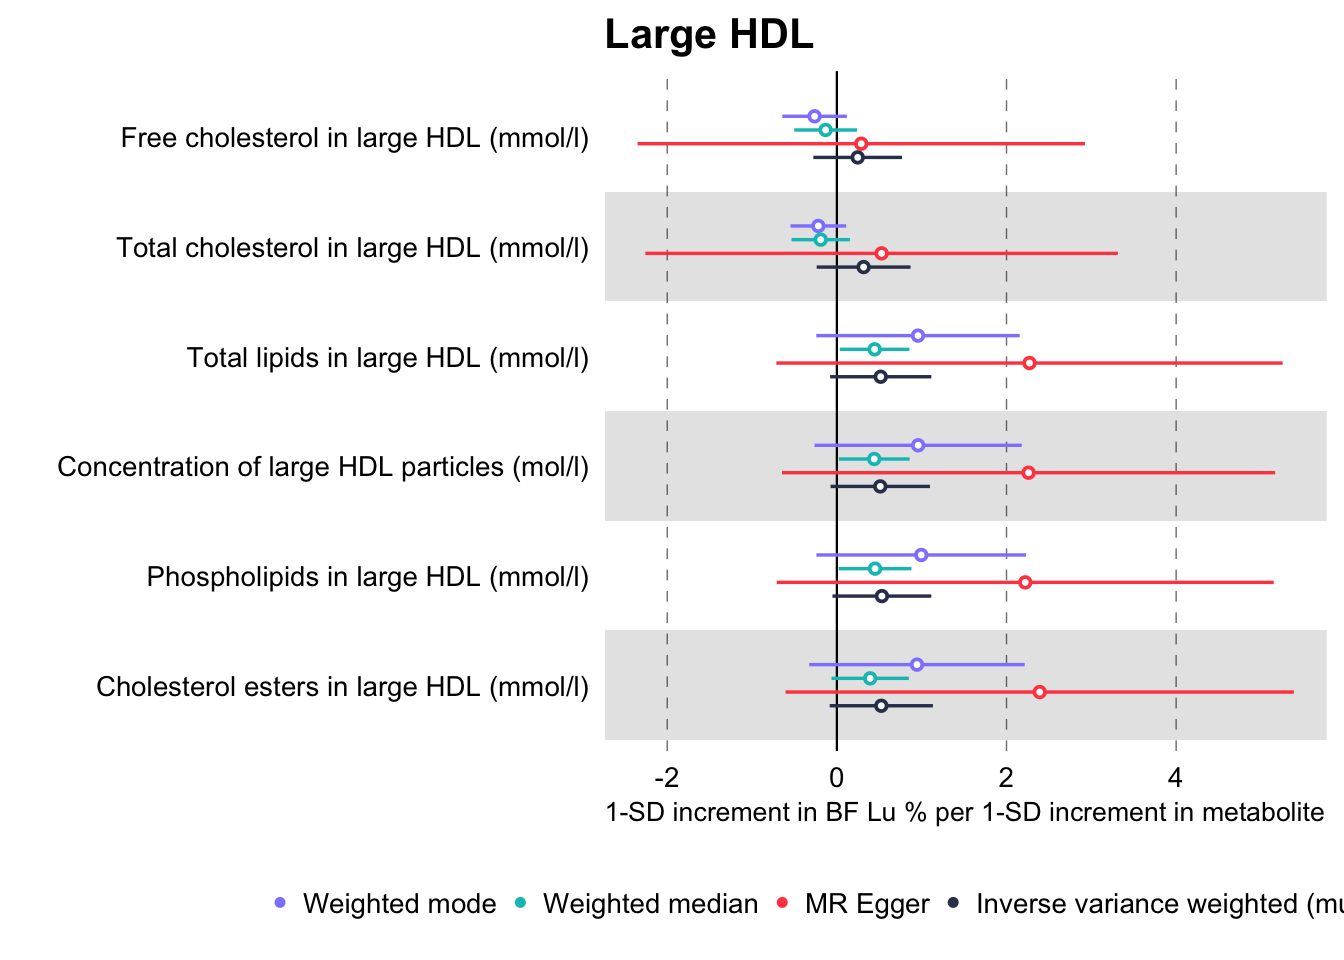 Large HDL
Free cholesterol in large HDL (mmol/l)
Total cholesterol in large HDL (mmol/l)
Total lipids in large HDL (mmol/l)
Concentration of large HDL particles (mol/l)
Phospholipids in large HDL (mmol/l)
Cholesterol esters in large HDL (mmol/l)
-2 0 2 4
1-SD increment in BF Lu % per 1-SD increment in metabolite
Weighted mode Weighted median MR Egger Inverse variance weighted (mu